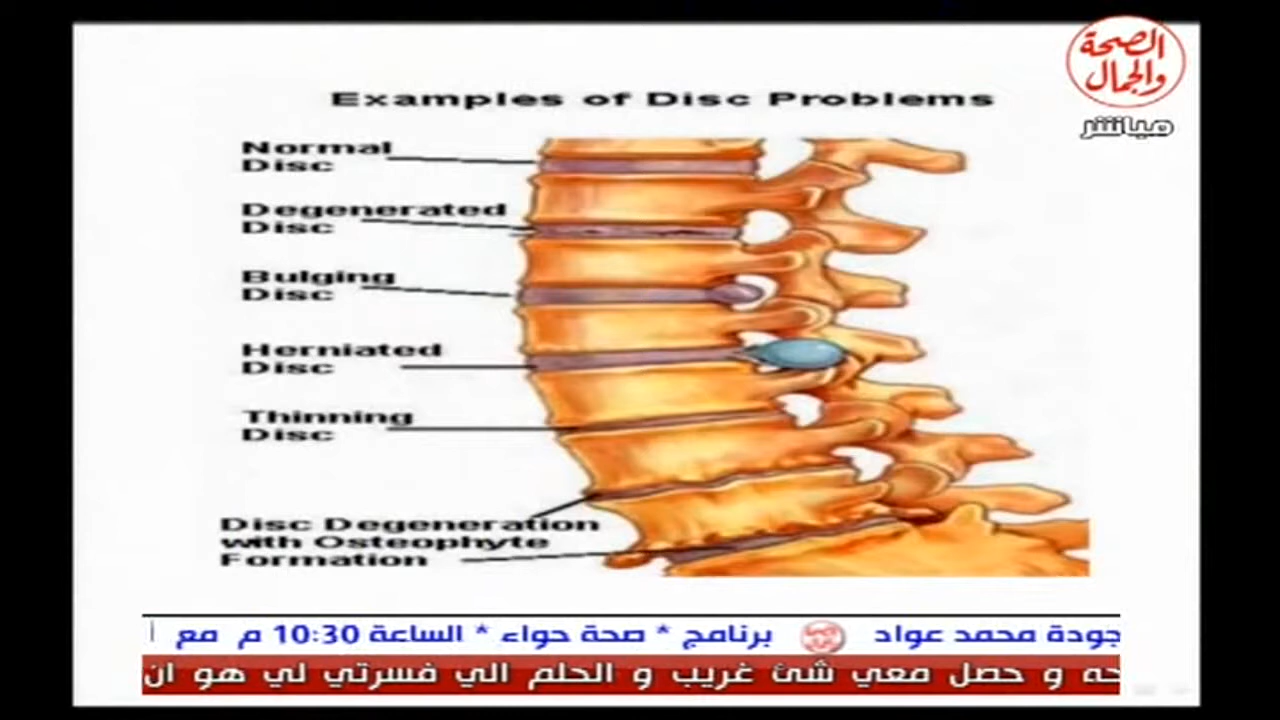 الصحة
والجمال
مباشر
Examples of Disc Problems
Normal
Disc
Degenerated
Disc
Bulging
Disc
Herniated
Disc
Thinning
Disc
Disc Degeneration
with Osteophyte
Formation
جودة محمد عواد برنامج * صحة حواء * الساعة 10:30 م مع
حه و حصل معي شئ غريب و الحلم الي فسرتي لي هو ان